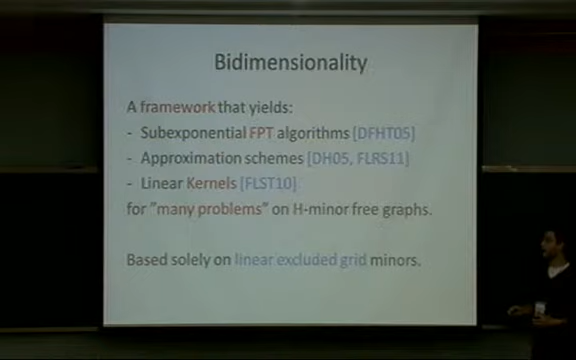 Bidimensionality
A framework that yields:
- Subexponential FPT algorithms [DFHT05]
- Approximation schemes [DH05, FLRS11]
- Linear Kernels [FLST10]
for "many problems" on H-minor free graphs.
Based solely on linear excluded grid minors.